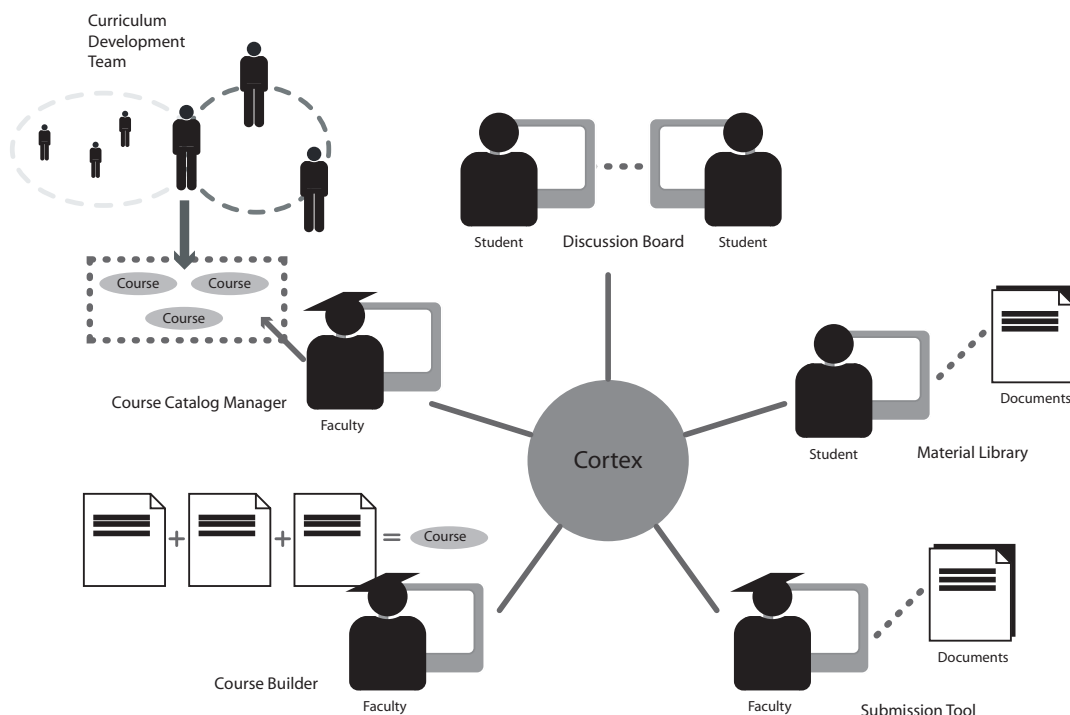 Curriculum
Development
Team
Student
Discussion Board
Student
Course
Course
Course
Course Catalog Manager
Faculty
Cortex
Documents
Student
Material Library
+
+
=
Course
Course Builder
Faculty
Documents
Faculty
Submission Tool